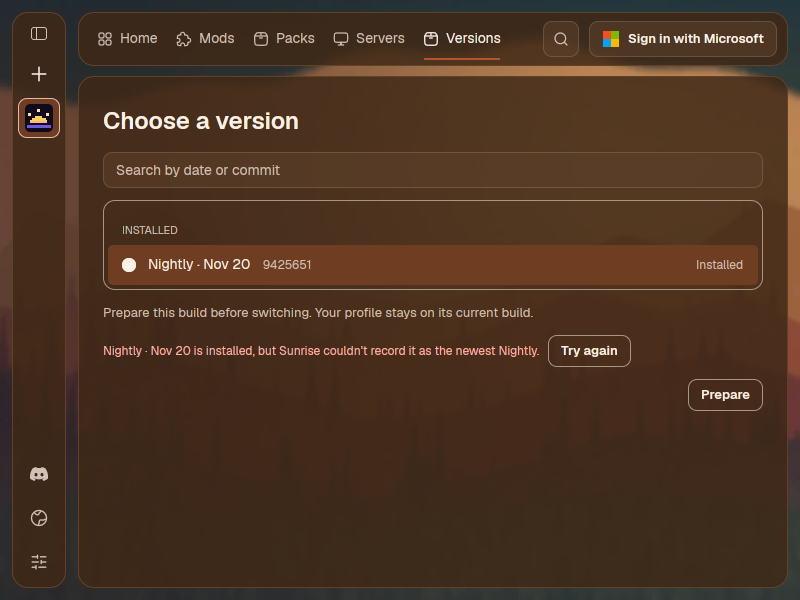 Home
Mods
Packs
Servers
Versions
Sign in with Microsoft
Choose a version
Search by date or commit
INSTALLED
Nightly · Nov 20 9425651 Installed
Prepare this build before switching. Your profile stays on its current build.
Nightly · Nov 20 is installed, but Sunrise couldn't record it as the newest Nightly.
Try again
Prepare